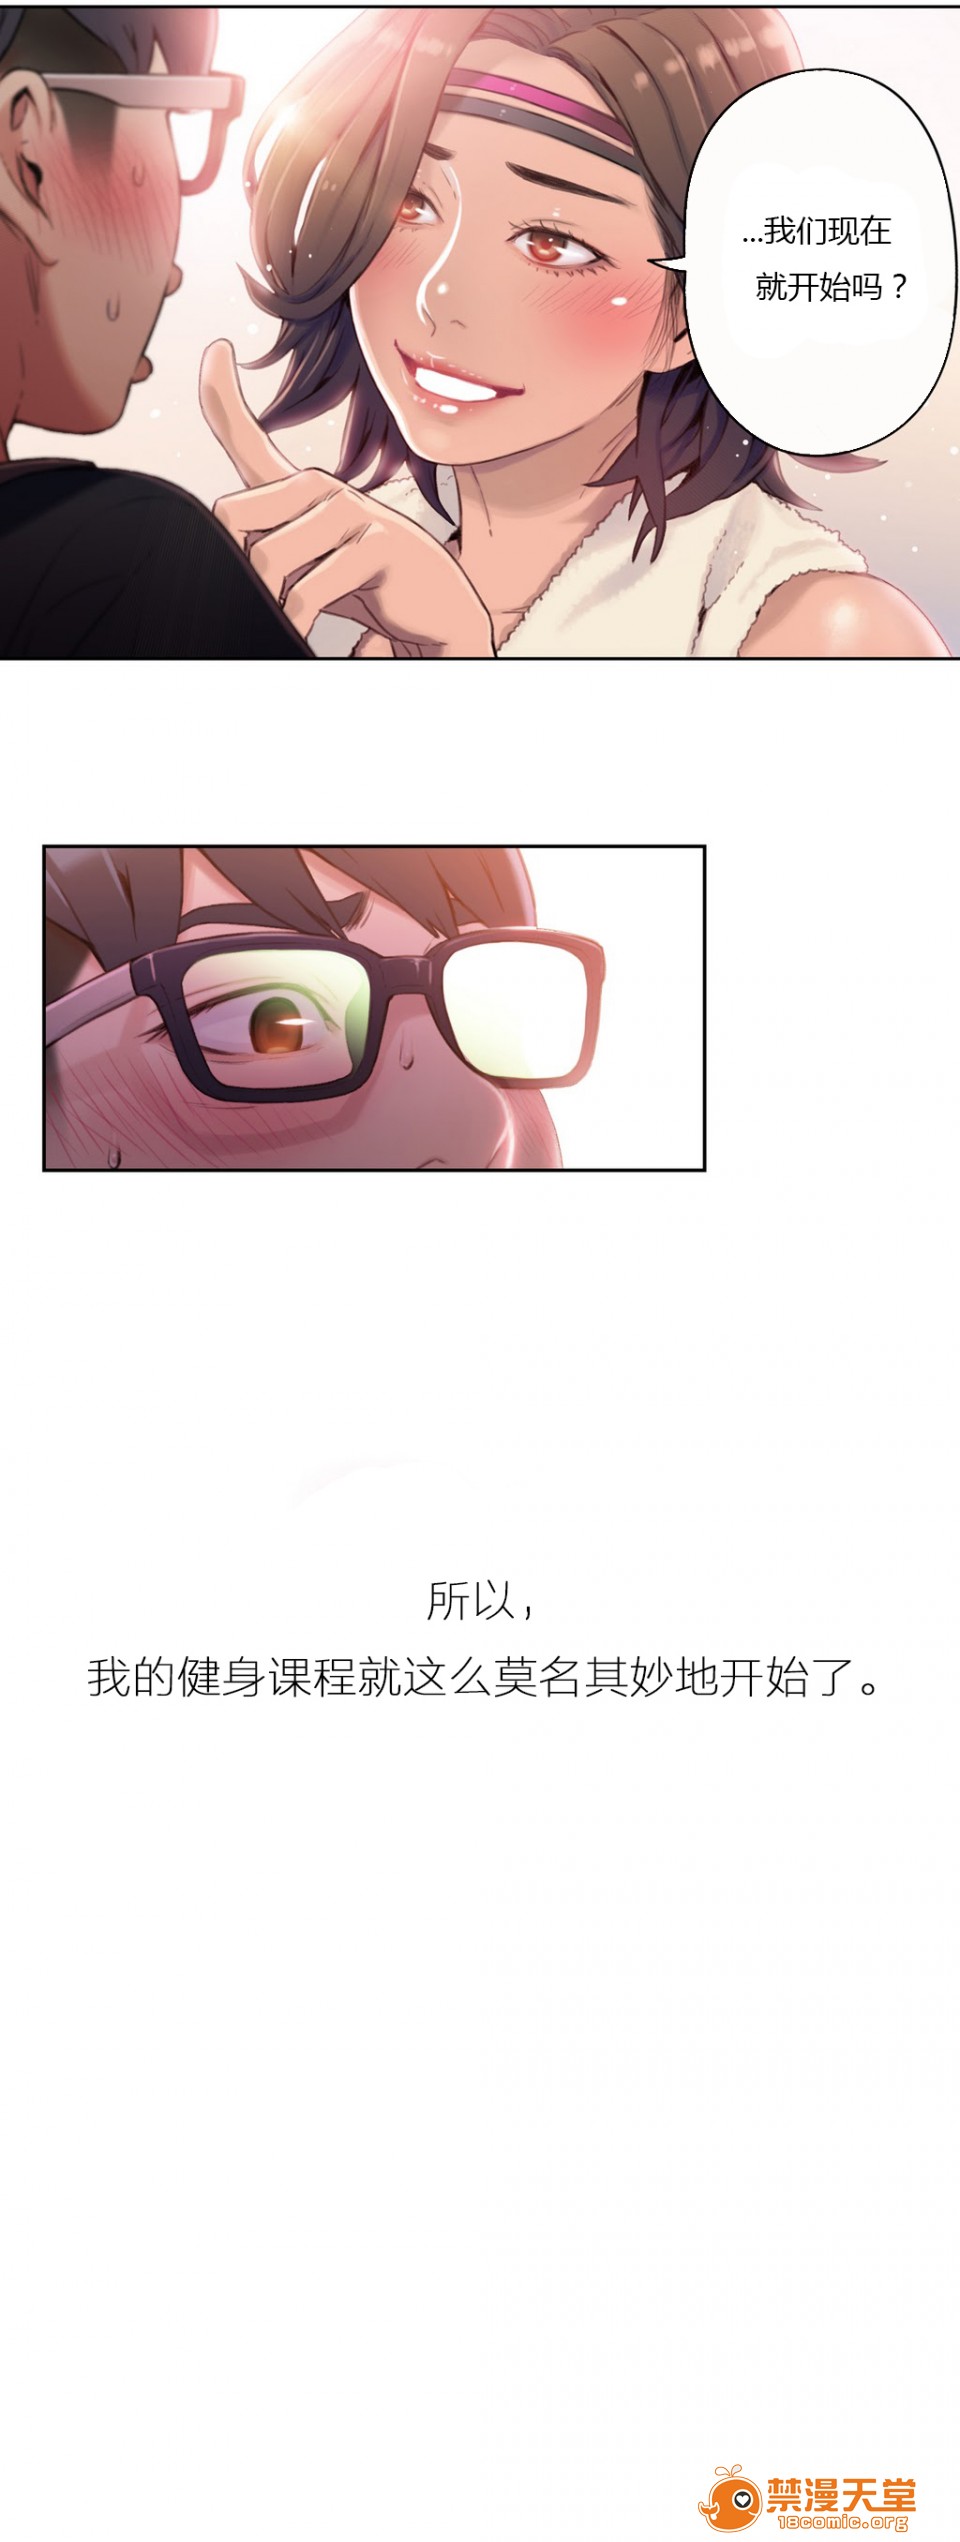 ...我们现在
就开始吗？
所以，
我的健身课程就这么莫名其妙地开始了。
禁漫天堂
18comic.org